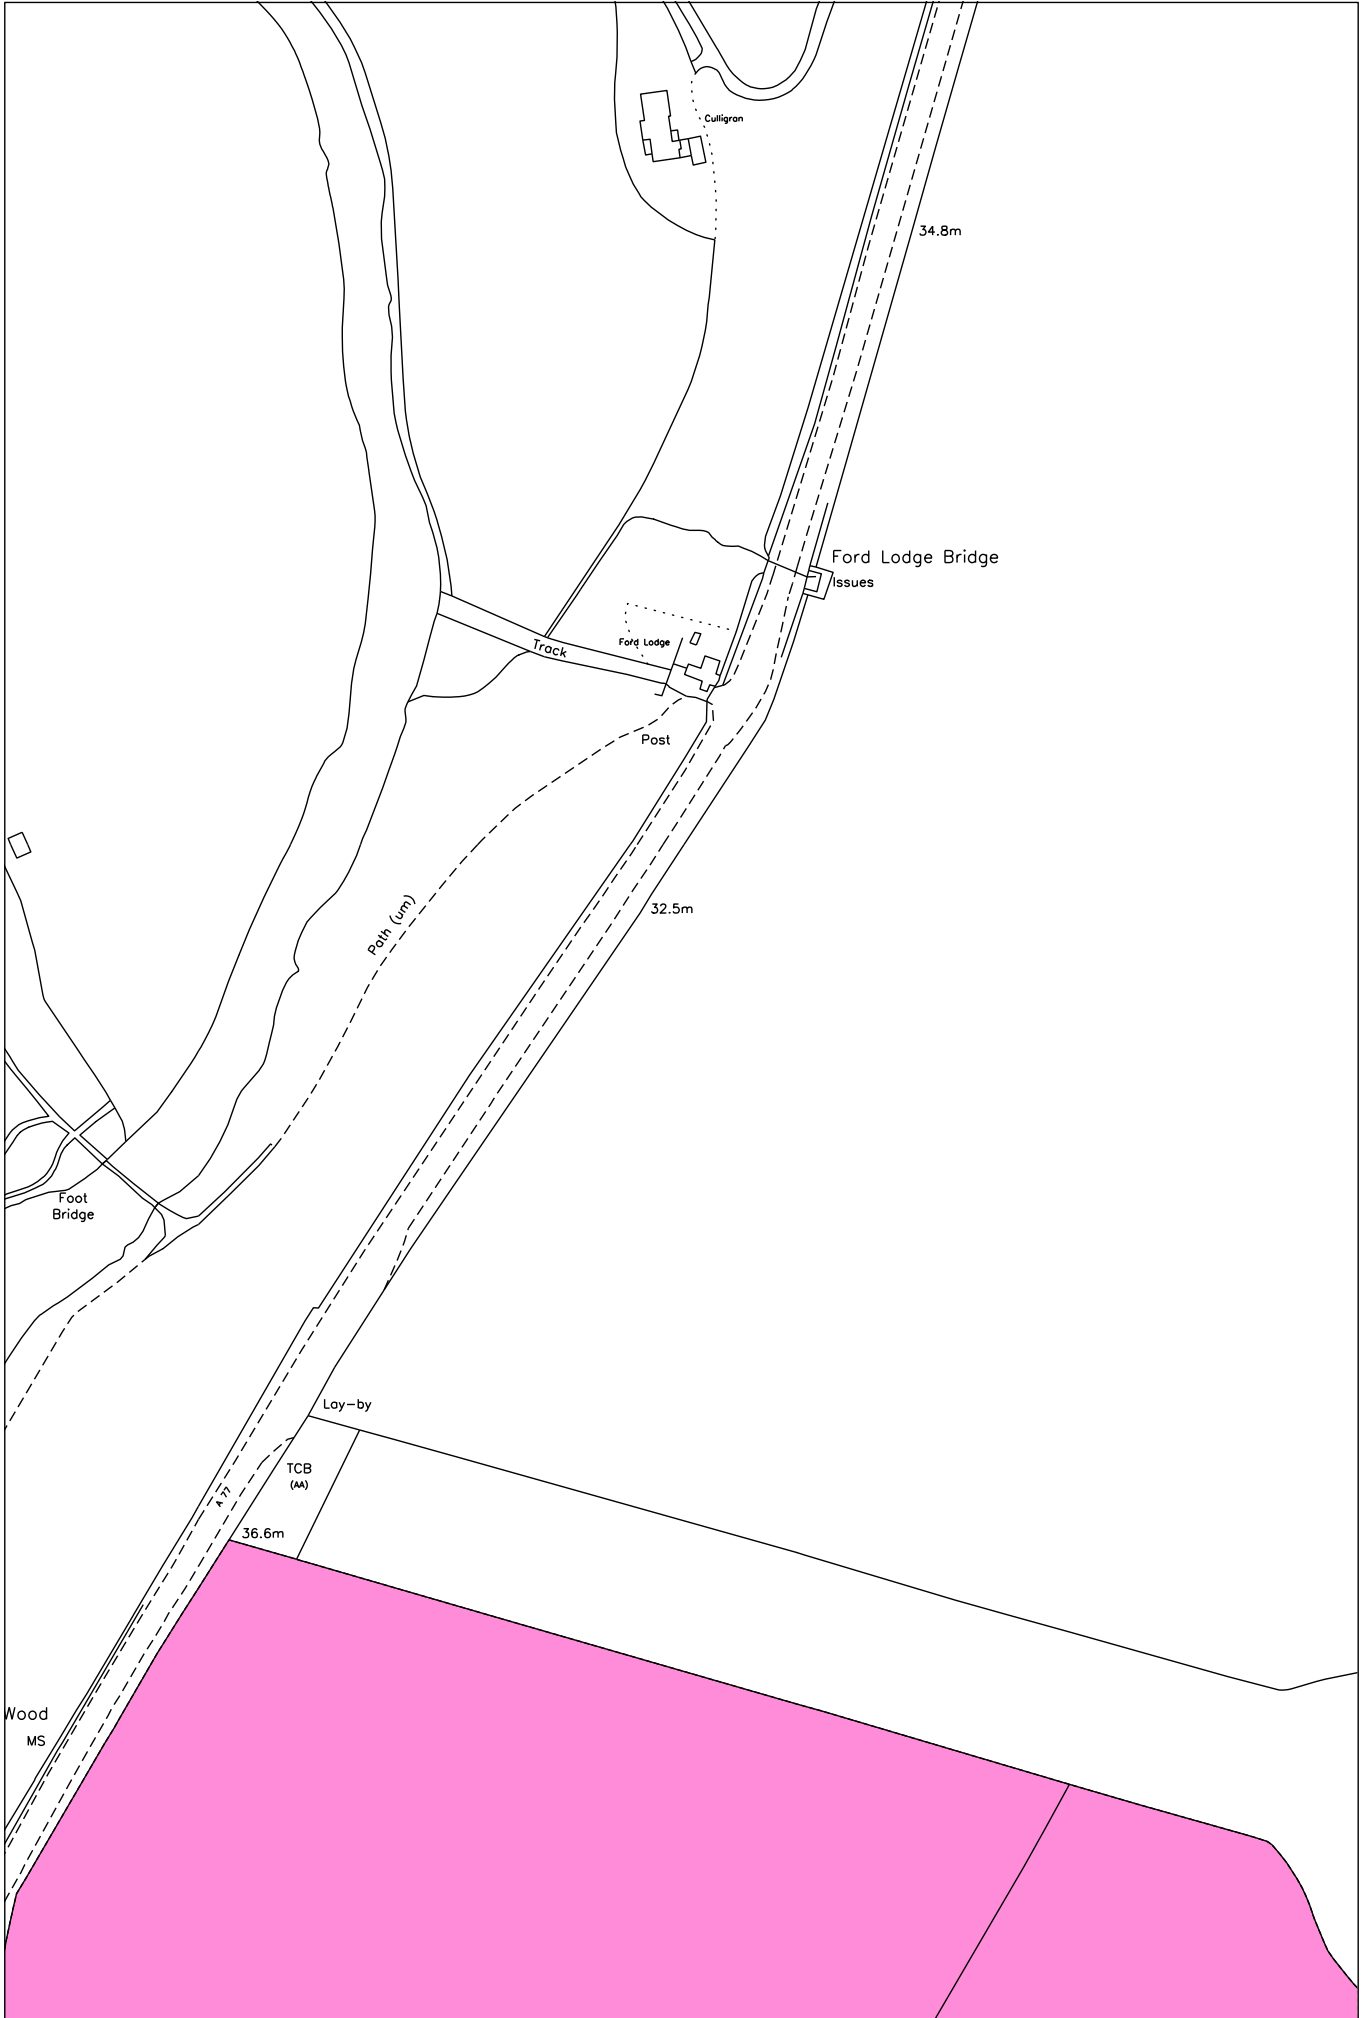 Culligran
34.8m
Ford Lodge Bridge
Issues
Ford Lodge
Track
Post
Path (um)
32.5m
Foot
Bridge
Lay-by
TCB
(AA)
A 77
36.6m
Wood
MS